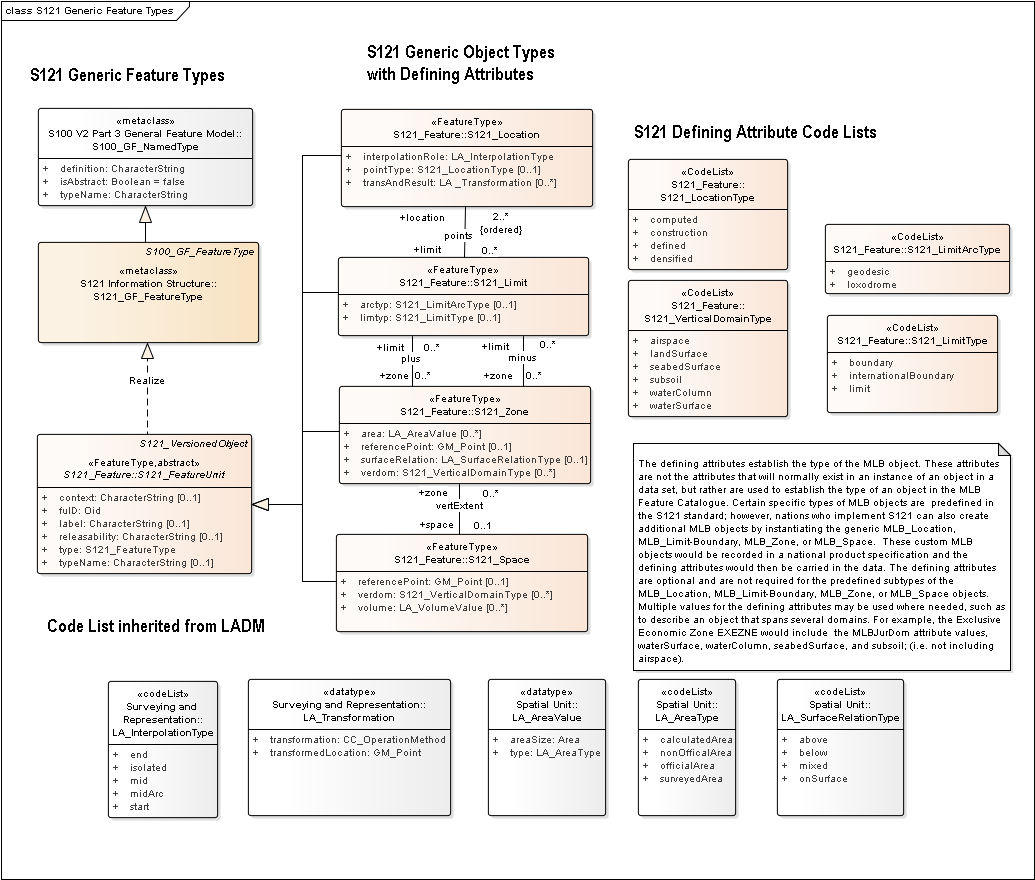 class S121 Generic Feature Types
S121 Generic Feature Types
«metaclass»
S100 V2 Part 3 General Feature Model::
S100_GF_NamedType
+ definition: CharacterString
+ isAbstract: Boolean = false
+ typeName: CharacterString
S100_GF_FeatureType
«metaclass»
S121 Information Structure::
S121_GF_FeatureType
Realize
S121_VersionedObject
«FeatureType,abstract»
S121_Feature::S121_FeatureUnit
+ context: CharacterString [0..1]
+ fuID: Oid
+ label: CharacterString [0..1]
+ releasability: CharacterString [0..1]
+ type: S121_FeatureType
+ typeName: CharacterString [0..1]
S121 Generic Object Types
with Defining Attributes
«FeatureType»
S121_Feature::S121_Location
+ interpolationRole: LA_InterpolationType
+ pointType: S121_LocationType [0..1]
+ transAndResult: LA _Transformation [0..*]
+location 2..*
{ordered}
points
+limit 0..*
«FeatureType»
S121_Feature::S121_Limit
+ arctyp: S121_LimitArcType [0..1]
+ limtyp: S121_LimitType [0..1]
+limit 0..* +limit 0..*
plus minus
+zone 0..* +zone 0..*
«FeatureType»
S121_Feature::S121_Zone
+ area: LA_AreaValue [0..*]
+ referencePoint: GM_Point [0..1]
+ surfaceRelation: LA_SurfaceRelationType [0..1]
+ verdom: S121_VerticalDomainType [0..*]
+zone 0..*
vertExtent
+space 0..1
«FeatureType»
S121_Feature::S121_Space
+ referencePoint: GM_Point [0..1]
+ verdom: S121_VerticalDomainType [0..*]
+ volume: LA_VolumeValue [0..*]
S121 Defining Attribute Code Lists
«CodeList»
S121_Feature::
S121_LocationType
+ computed
+ construction
+ defined
+ densified
«CodeList»
S121_Feature::S121_LimitArcType
+ geodesic
+ loxodrome
«CodeList»
S121_Feature::
S121_VerticalDomainType
+ airspace
+ landSurface
+ seabedSurface
+ subsoil
+ waterColumn
+ waterSurface
«CodeList»
S121_Feature::S121_LimitType
+ boundary
+ internationalBoundary
+ limit
The defining attributes establish the type of the MLB object. These attributes
are not the attributes that will normally exist in an instance of an object in a
data set, but rather are used to establish the type of an object in the MLB
Feature Catalogue. Certain specific types of MLB objects are predefined in
the S121 standard; however, nations who implement S121 can also create
additional MLB objects by instantiating the generic MLB_Location,
MLB_Limit-Boundary, MLB_Zone, or MLB_Space. These custom MLB
objects would be recorded in a national product specification and the
defining attributes would then be carried in the data. The defining attributes
are optional and are not required for the predefined subtypes of the
MLB_Location, MLB_Limit-Boundary, MLB_Zone, or MLB_Space objects.
Multiple values for the defining attributes may be used where needed, such as
to describe an object that spans several domains. For example, the Exclusive
Economic Zone EXEZNE would include the MLBJurDom attribute values,
waterSurface, waterColumn, seabedSurface, and subsoil; (i.e. not including
airspace).
Code List inherited from LADM
«codeList»
Surveying and
Representation::
LA_InterpolationType
+ end
+ isolated
+ mid
+ midArc
+ start
«datatype»
Surveying and Representation::
LA_Transformation
+ transformation: CC_OperationMethod
+ transformedLocation: GM_Point
«datatype»
Spatial Unit::
LA_AreaValue
+ areaSize: Area
+ type: LA_AreaType
«codeList»
Spatial Unit::
LA_AreaType
+ calculatedArea
+ nonOfficalArea
+ officialArea
+ surveyedArea
«codeList»
Spatial Unit::
LA_SurfaceRelationType
+ above
+ below
+ mixed
+ onSurface